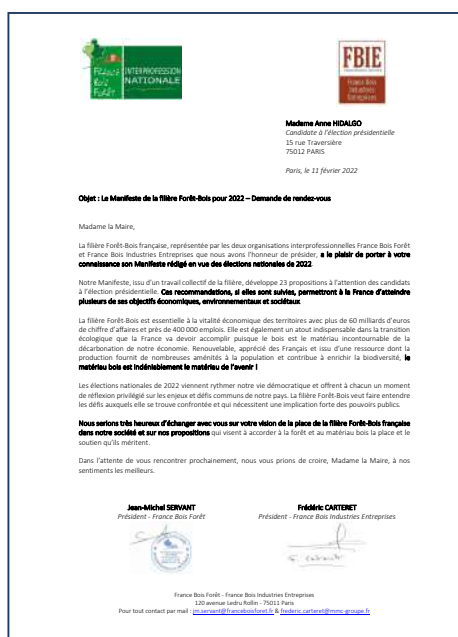 France
Bois
Forêt
INTERPROFESSION
NATIONALE
FBIE
France Bois
Industries
Entreprises
Madame Anne HIDALGO
Candidate à l'élection présidentielle
15 rue Traversière
75012 PARIS
Paris, le 11 février 2022
Objet : Le Manifeste de la filière Forêt-Bois pour 2022 – Demande de rendez-vous
Madame la Maire,
La filière Forêt-Bois française, représentée par les deux organisations interprofessionnelles France Bois Forêt
et France Bois Industries Entreprises que nous avons l'honneur de présider, a le plaisir de porter à votre
connaissance son Manifeste rédigé en vue des élections nationales de 2022.
Notre Manifeste, issu d'un travail collectif de la filière, développe 23 propositions à l'attention des candidats
à l'élection présidentielle. Ces recommandations, si elles sont suivies, permettront à la France d'atteindre
plusieurs de ses objectifs économiques, environnementaux et sociétaux.
La filière Forêt-Bois est essentielle à la vitalité économique des territoires avec plus de 60 milliards d'euros
de chiffre d'affaires et près de 400 000 emplois. Elle est également un atout indispensable dans la transition
écologique que la France va devoir accomplir puisque le bois est le matériau incontournable de la
décarbonation de notre économie. Renouvelable, apprécié des Français et issu d'une ressource dont la
production fournit de nombreuses aménités à la population et contribue à enrichir la biodiversité, le
matériau bois est indéniablement le matériau de l'avenir !
Les élections nationales de 2022 viennent rythmer notre vie démocratique et offrent à chacun un moment
de réflexion privilégié sur les enjeux et défis communs de notre pays. La filière Forêt-Bois veut faire entendre
les défis auxquels elle se trouve confrontée et qui nécessitent une implication forte des pouvoirs publics.
Nous serions très heureux d'échanger avec vous sur votre vision de la place de la filière Forêt-Bois française
dans notre société et sur nos propositions qui visent à accorder à la forêt et au matériau bois la place et le
soutien qu'ils méritent.
Dans l'attente de vous rencontrer prochainement, nous vous prions de croire, Madame la Maire, à nos
sentiments les meilleurs.
Jean-Michel SERVANT
Président - France Bois Forêt
Frédéric CARTERET
Président - France Bois Industries Entreprises
France Bois Forêt - France Bois Industries Entreprises
120 avenue Ledru Rollin - 75011 Paris
Pour tout contact par mail : jm.servant@franceboisforet.fr & frederic.carteret@mmc-groupe.fr